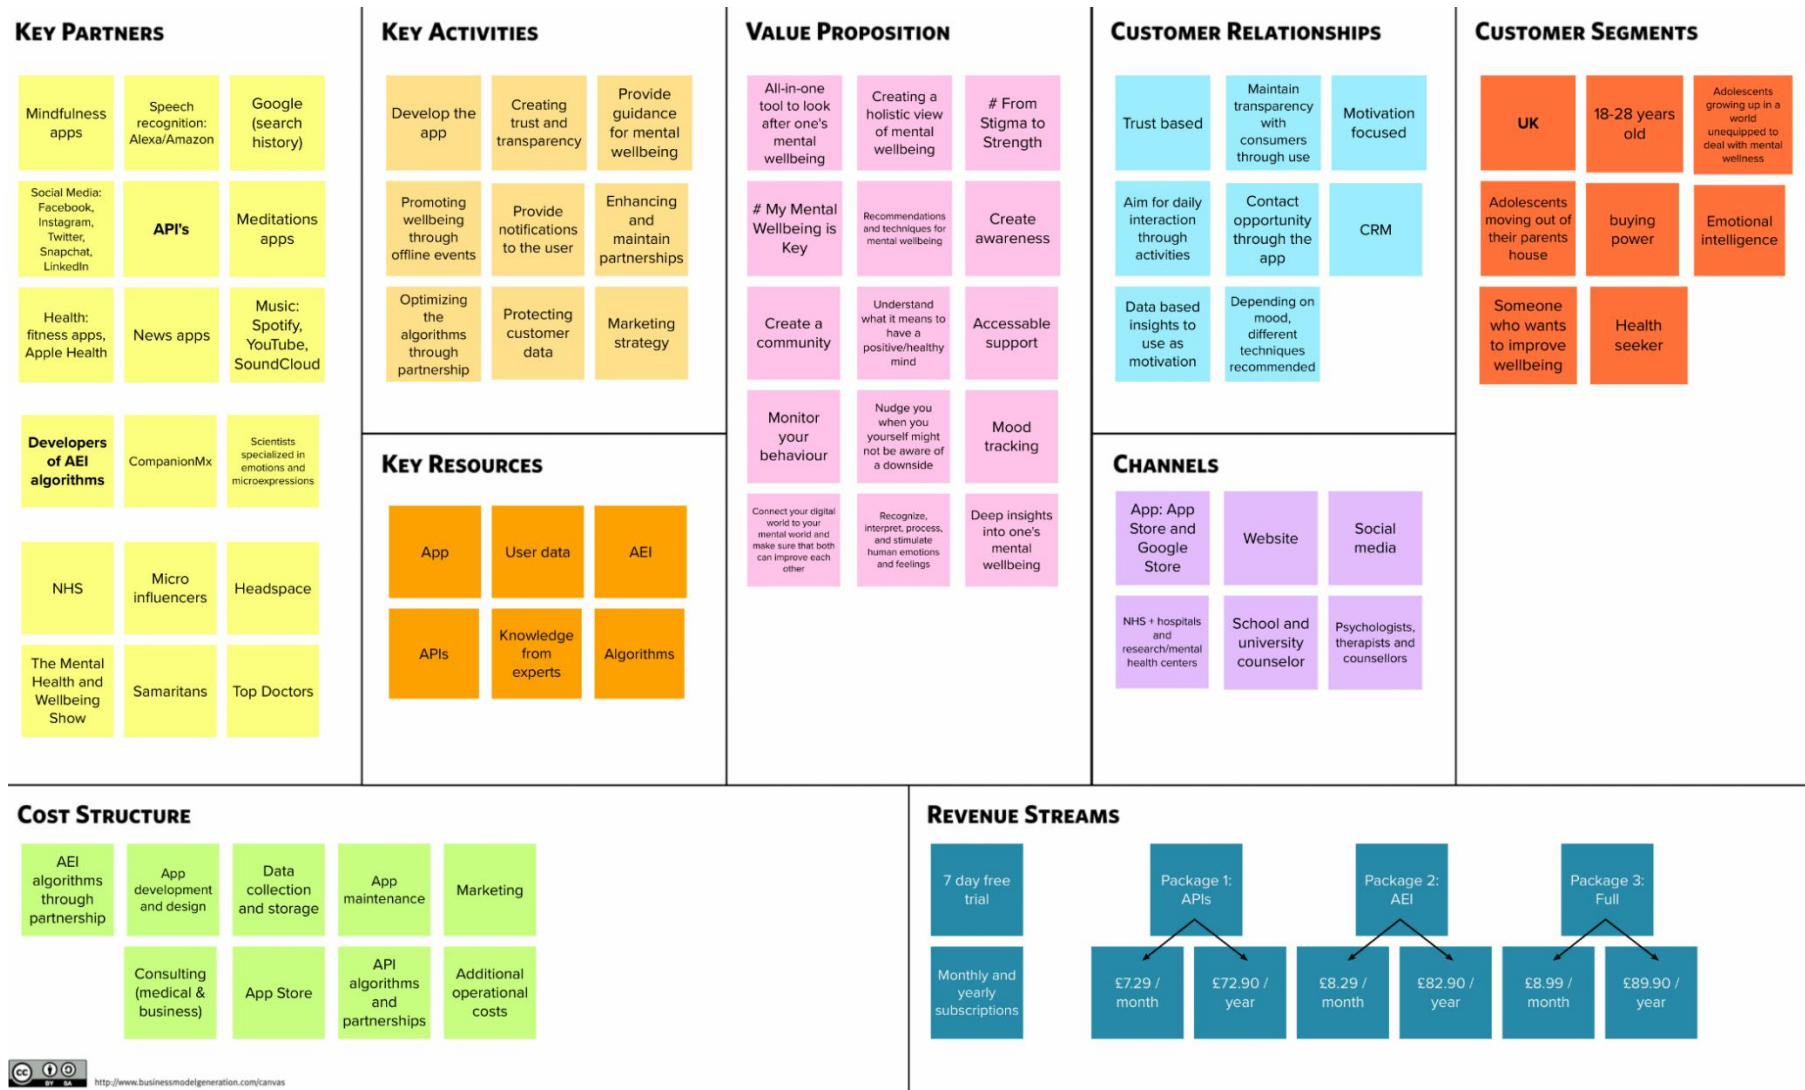 KEY PARTNERS
Mindfulness
apps
Speech
recognition:
Alexa/Amazon
Google
(search
history)
Social Media:
Facebook,
Instagram,
Twitter,
Snapchat,
LinkedIn
API's
Meditations
apps
Health:
fitness apps,
Apple Health
News apps
Music:
Spotify,
YouTube,
SoundCloud
Developers
of AEI
algorithms
CompanionMx
Scientists
specialized in
emotions and
microexpressions
NHS
Micro
influencers
Headspace
The Mental
Health and
Wellbeing
Show
Samaritans
Top Doctors
KEY ACTIVITIES
Develop the
app
Creating
trust and
transparency
Provide
guidance
for mental
wellbeing
Promoting
wellbeing
through
offline events
Provide
notifications
to the user
Enhancing
and
maintain
partnerships
Optimizing
the
algorithms
through
partnership
Protecting
customer
data
Marketing
strategy
KEY RESOURCES
App
User data
AEI
APIs
Knowledge
from
experts
Algorithms
VALUE PROPOSITION
All-in-one
tool to look
after one's
mental
wellbeing
Creating a
holistic view
of mental
wellbeing
# From
Stigma to
Strength
# My Mental
Wellbeing is
Key
Recommendations
and techniques for
mental wellbeing
Create
awareness
Create a
community
Understand
what it means to
have a
positive/healthy
mind
Accessable
support
Monitor
your
behaviour
Nudge you
when you
yourself might
not be aware of
a downside
Mood
tracking
Connect your digital
world to your
mental world and
make sure that both
can improve each
other
Recognize,
interpret, process,
and stimulate
human emotions
and feelings
Deep insights
into one's
mental
wellbeing
CUSTOMER RELATIONSHIPS
Trust based
Maintain
transparency
with
consumers
through use
Motivation
focused
Aim for daily
interaction
through
activities
Contact
opportunity
through the
app
CRM
Data based
insights to
use as
motivation
Depending on
mood,
different
techniques
recommended
CHANNELS
App: App
Store and
Google
Store
Website
Social
media
NHS + hospitals
and
research/mental
health centers
School and
university
counselor
Psychologists,
therapists and
counsellors
CUSTOMER SEGMENTS
UK
18-28 years
old
Adolescents
growing up in a
world
unequipped to
deal with mental
wellness
Adolescents
moving out of
their parents
house
buying
power
Emotional
intelligence
Someone
who wants
to improve
wellbeing
Health
seeker
COST STRUCTURE
AEI
algorithms
through
partnership
App
development
and design
Data
collection
and storage
App
maintenance
Marketing
Consulting
(medical &
business)
App Store
API
algorithms
and
partnerships
Additional
operational
costs
REVENUE STREAMS
7 day free
trial
Package 1:
APIs
Package 2:
AEI
Package 3:
Full
Monthly and
yearly
subscriptions
£7.29 /
month
£72.90 /
year
£8.29 /
month
£82.90 /
year
£8.99 /
month
£89.90 /
year
cc BY SA
http://www.businessmodelgeneration.com/canvas